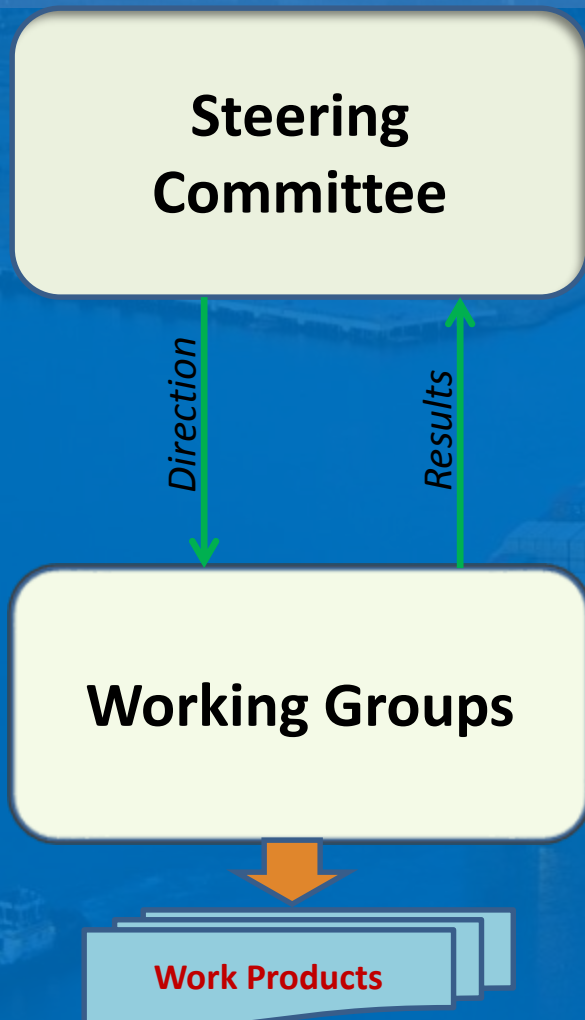 Steering
Committee
Direction
Results
Working Groups
Work Products